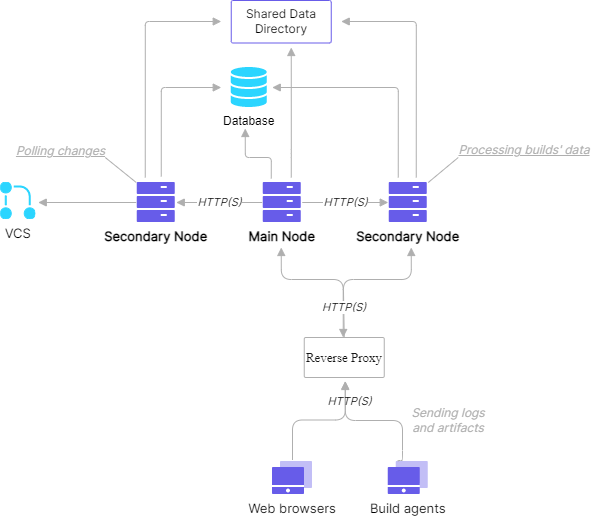 Shared Data
Directory
Database
Polling changes
Processing builds' data
HTTP(S)
HTTP(S)
VCS
Secondary Node
Main Node
Secondary Node
HTTP(S)
Reverse Proxy
HTTP(S)
Sending logs
and artifacts
Web browsers
Build agents